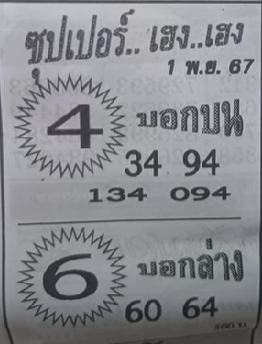 ซุปเปอร์.. เฮง..เฮง
1 พ.ย. 67
4 บอกบน
34 94
134 094
6 บอกล่าง
60 64